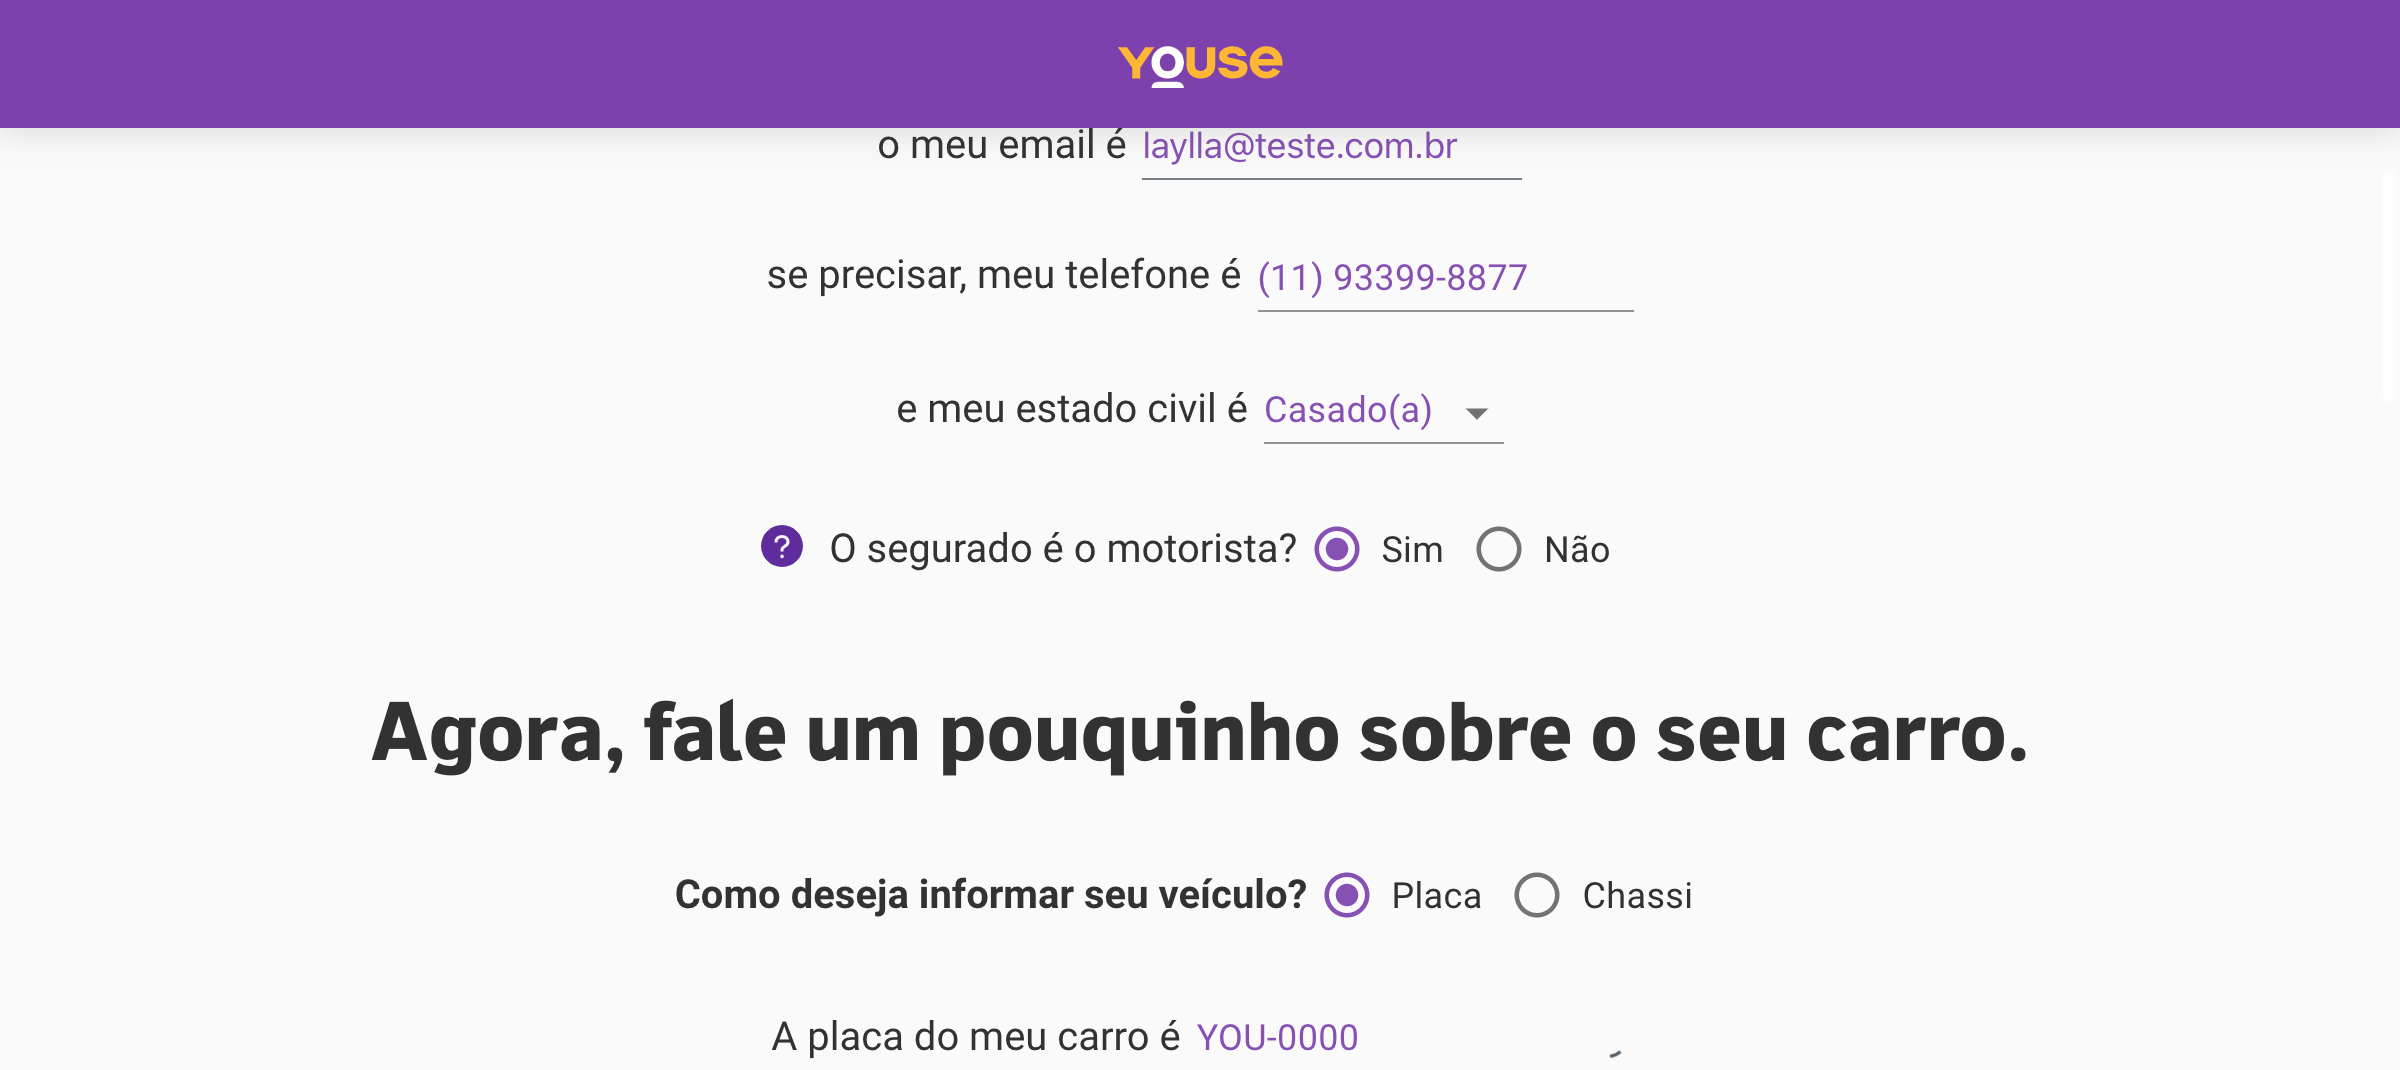 youse
o meu email é laylla@teste.com.br
se precisar, meu telefone é (11) 93399-8877
e meu estado civil é Casado(a)
? O segurado é o motorista? Sim Não
Agora, fale um pouquinho sobre o seu carro.
Como deseja informar seu veículo? Placa Chassi
A placa do meu carro é YOU-0000